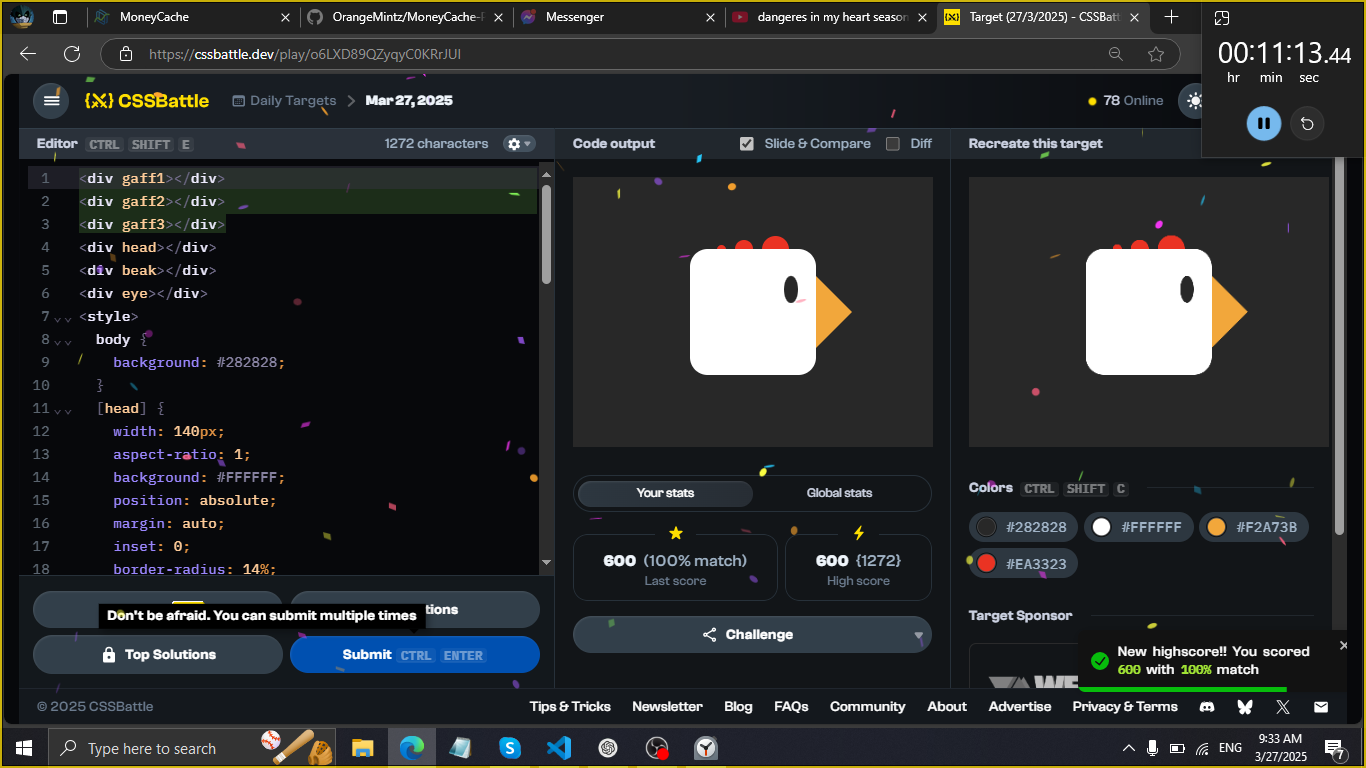 MoneyCache
OrangeMintz/MoneyCache-
Messenger
dangeres in my heart season
Target (27/3/2025) - CSSBatt
https://cssbattle.dev/play/o6LXD89QZyqyC0KRrJUI
00:11:13.44
hr min sec
CSSBattle
Daily Targets > Mar 27, 2025
78 Online
Editor CTRL SHIFT E
1272 characters
Code output
Slide & Compare
Diff
Recreate this target
1 <div gaff1></div>
2 <div gaff2></div>
3 <div gaff3></div>
4 <div head></div>
5 <div beak></div>
6 <div eye></div>
7 <style>
8 body {
9 background: #282828;
10 }
11 [head] {
12 width: 140px;
13 aspect-ratio: 1;
14 background: #FFFFFF;
15 position: absolute;
16 margin: auto;
17 inset: 0;
18 border-radius: 14%;
Your stats
Global stats
600 (100% match)
Last score
600 {1272}
High score
Challenge
Colors CTRL SHIFT C
#282828
#FFFFFF
#F2A73B
#EA3323
Target Sponsor
Don't be afraid. You can submit multiple times
Top Solutions
Submit CTRL ENTER
New highscore!! You scored
600 with 100% match
© 2025 CSSBattle
Tips & Tricks
Newsletter
Blog
FAQs
Community
About
Advertise
Privacy & Terms
Type here to search
ENG
9:33 AM
3/27/2025
7